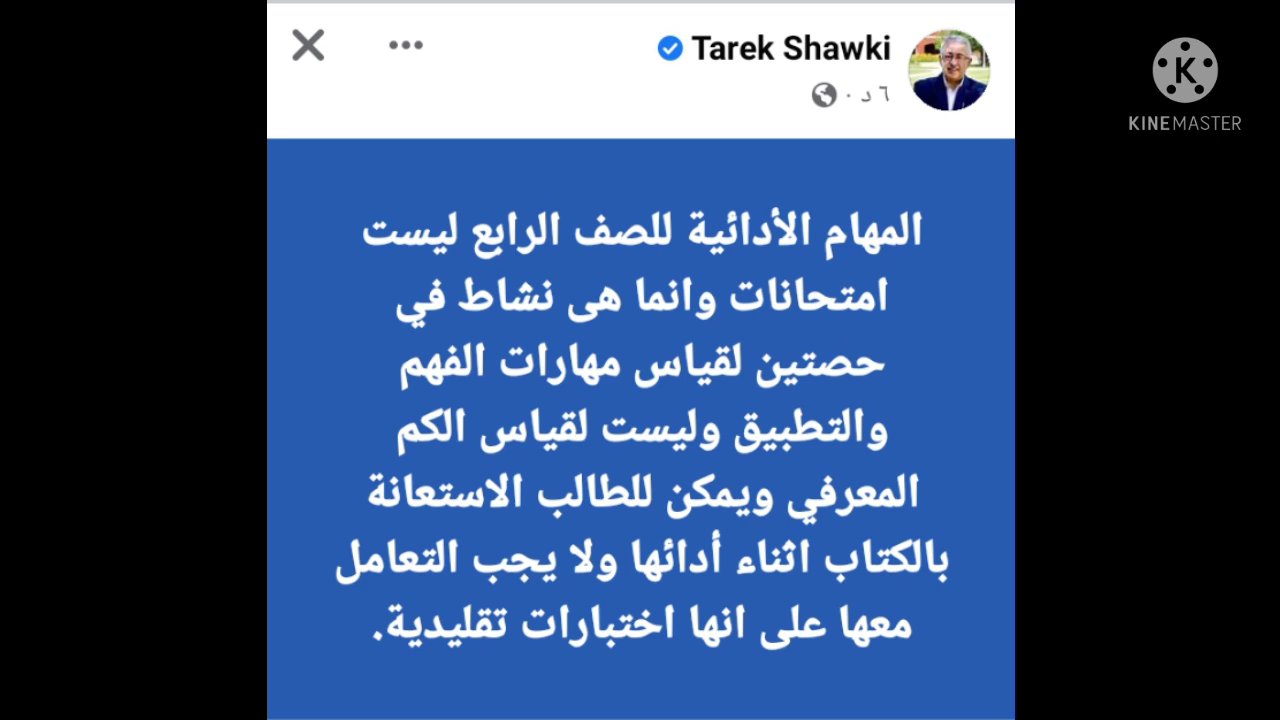 Tarek Shawki
٦ د ·
المهام الأدائية للصف الرابع ليست
امتحانات وانما هى نشاط في
حصتين لقياس مهارات الفهم
والتطبيق وليست لقياس الكم
المعرفي ويمكن للطالب الاستعانة
بالكتاب اثناء أدائها ولا يجب التعامل
معها على انها اختبارات تقليدية.
K
KINEMASTER